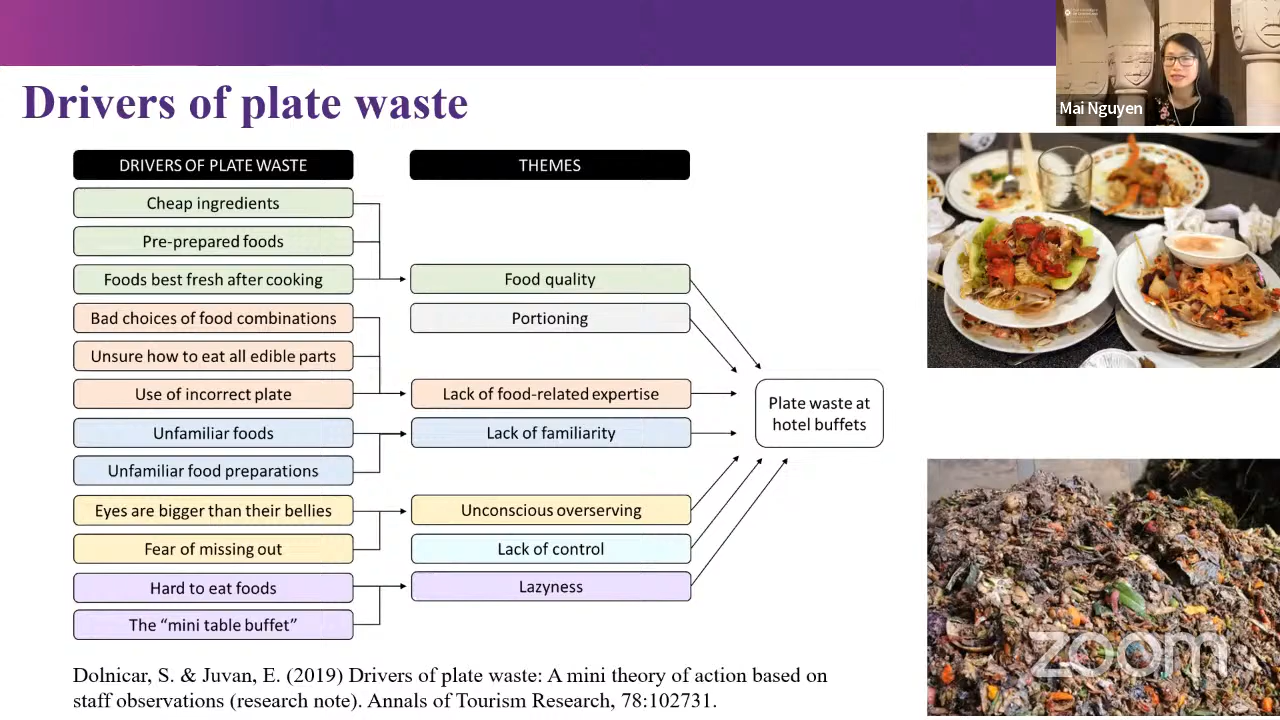 Drivers of plate waste
Mai Nguyen
DRIVERS OF PLATE WASTE
THEMES
Cheap ingredients
Pre-prepared foods
Foods best fresh after cooking
Food quality
Bad choices of food combinations
Portioning
Unsure how to eat all edible parts
Use of incorrect plate
Lack of food-related expertise
Plate waste at
hotel buffets
Unfamiliar foods
Lack of familiarity
Unfamiliar food preparations
Eyes are bigger than their bellies
Unconscious overserving
Fear of missing out
Lack of control
Hard to eat foods
Lazyness
The “mini table buffet”
Dolnicar, S. & Juvan, E. (2019) Drivers of plate waste: A mini theory of action based on
staff observations (research note). Annals of Tourism Research, 78:102731.
zoom